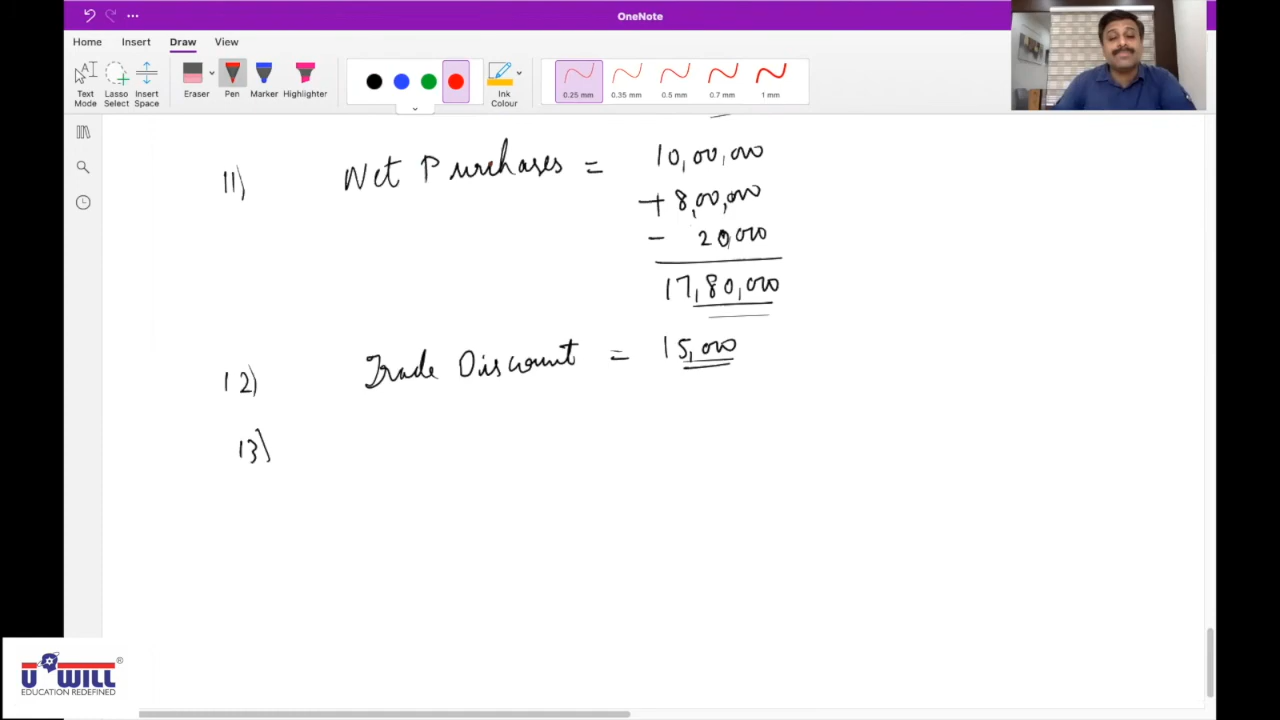 OneNote
Home Insert Draw View
Text Mode
Lasso Select
Insert Space
Eraser
Pen
Marker
Highlighter
Ink Colour
0.25 mm
0.35 mm
0.5 mm
0.7 mm
1 mm
11) Net Purchases = 10,00,000
+ 8,00,000
- 20,000
17,80,000
12) Trade Discount = 15,000
13)
U WILL ®
EDUCATION REDEFINED